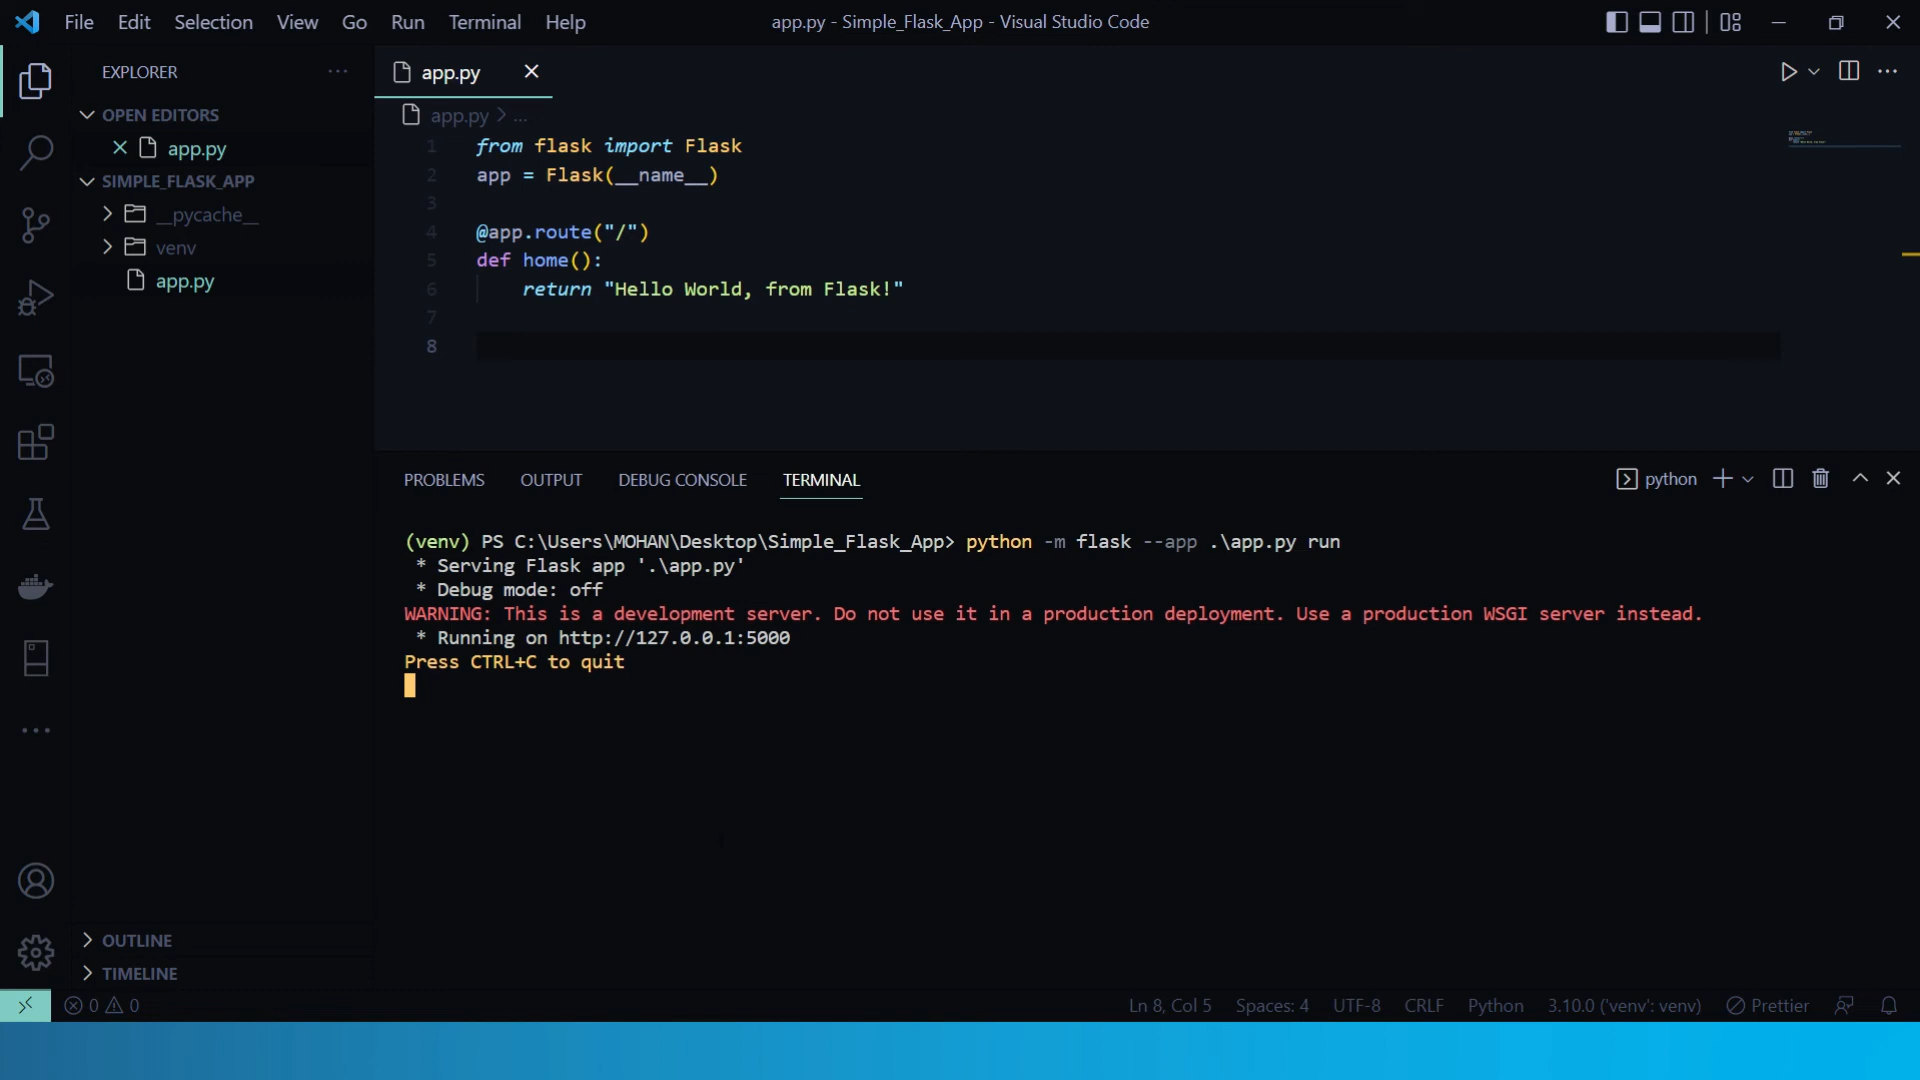 File Edit Selection View Go Run Terminal Help
app.py - Simple_Flask_App - Visual Studio Code
EXPLORER
OPEN EDITORS
app.py
SIMPLE_FLASK_APP
__pycache__
venv
app.py
OUTLINE
TIMELINE
app.py
app.py > ...
1 from flask import Flask
2 app = Flask(__name__)
3
4 @app.route("/")
5 def home():
6 return "Hello World, from Flask!"
7
8
PROBLEMS OUTPUT DEBUG CONSOLE TERMINAL
python
(venv) PS C:\Users\MOHAN\Desktop\Simple_Flask_App> python -m flask --app .\app.py run
* Serving Flask app '.\app.py'
* Debug mode: off
WARNING: This is a development server. Do not use it in a production deployment. Use a production WSGI server instead.
* Running on http://127.0.0.1:5000
Press CTRL+C to quit
0 0
Ln 8, Col 5 Spaces: 4 UTF-8 CRLF Python 3.10.0 ('venv': venv) Prettier